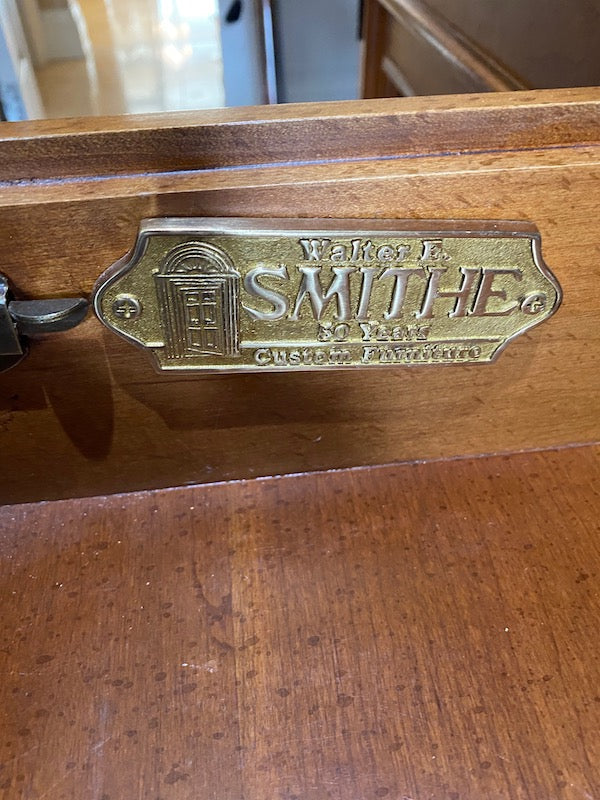 Walter E.
SMITHE
50 Years
Custom Furniture